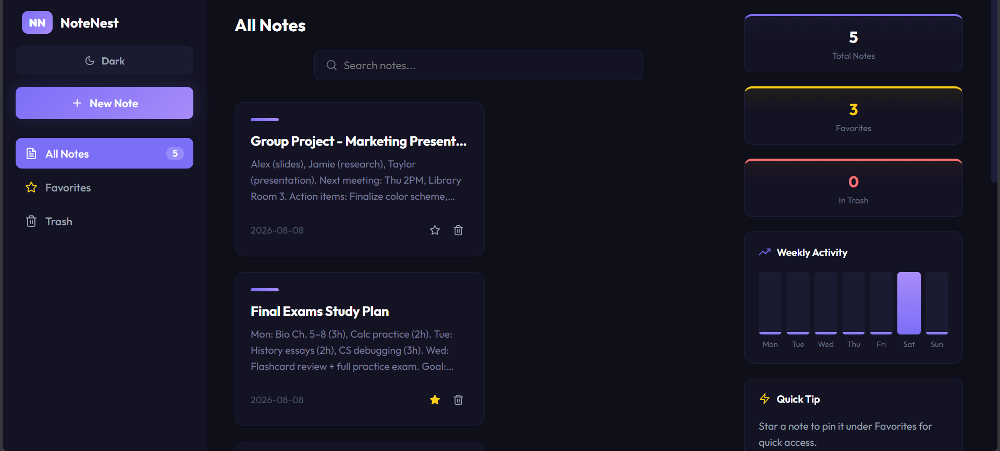 NN NoteNest
Dark
New Note
All Notes 5
Favorites
Trash
All Notes
Search notes...
Group Project - Marketing Present...
Alex (slides), Jamie (research), Taylor
(presentation). Next meeting: Thu 2PM, Library
Room 3. Action items: Finalize color scheme,...
2026-08-08
Final Exams Study Plan
Mon: Bio Ch. 5–8 (3h), Calc practice (2h). Tue:
History essays (2h), CS debugging (3h). Wed:
Flashcard review + full practice exam. Goal:...
2026-08-08
5
Total Notes
3
Favorites
0
In Trash
Weekly Activity
Mon Tue Wed Thu Fri Sat Sun
Quick Tip
Star a note to pin it under Favorites for
quick access.